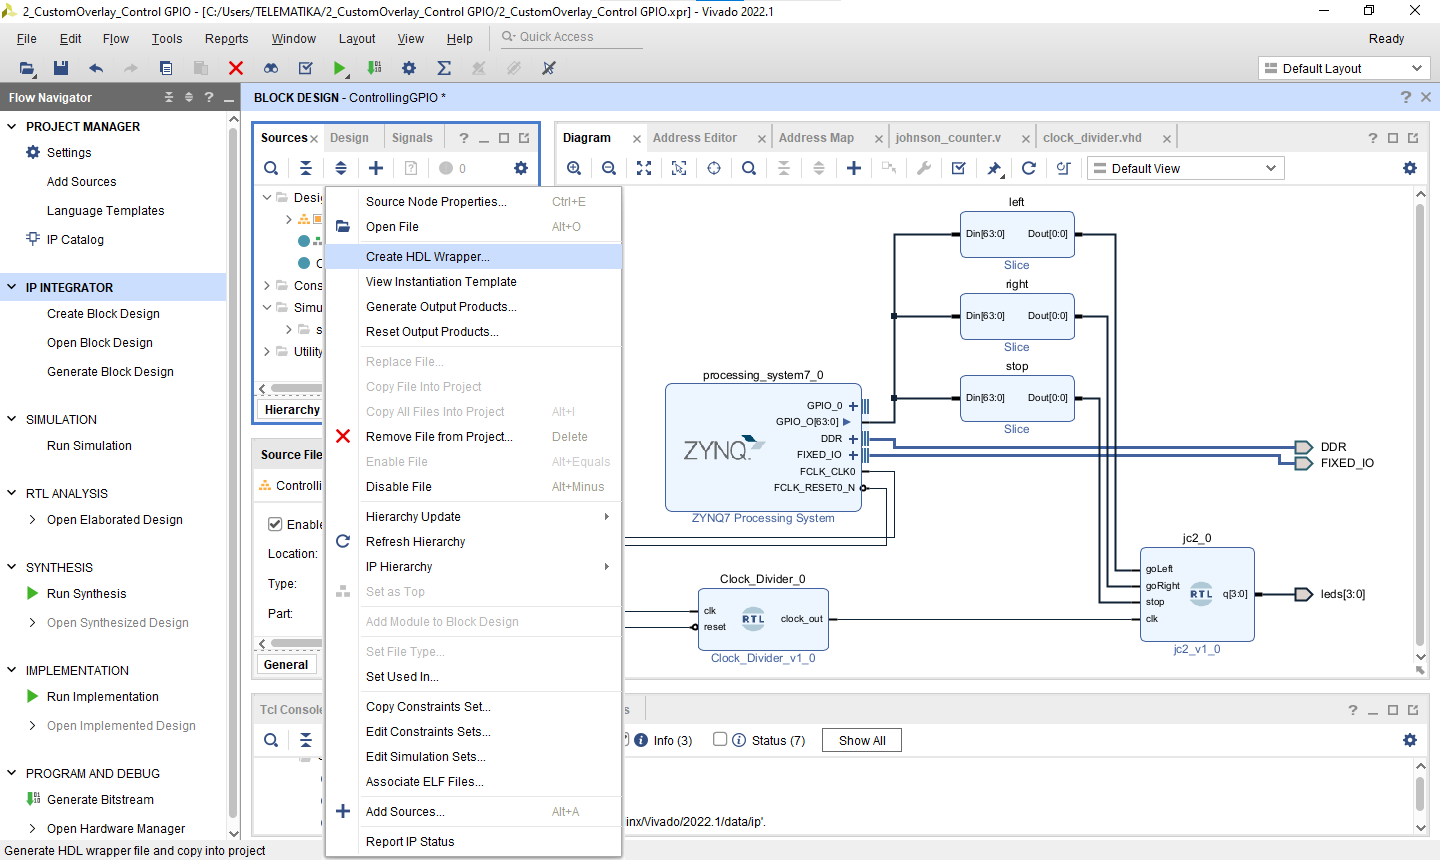 2_CustomOverlay_Control GPIO - [C:/Users/TELEMATIKA/2_CustomOverlay_Control GPIO/2_CustomOverlay_Control GPIO.xpr] - Vivado 2022.1
File Edit Flow Tools Reports Window Layout View Help Quick Access Ready
Default Layout
Flow Navigator
PROJECT MANAGER
Settings
Add Sources
Language Templates
IP Catalog
IP INTEGRATOR
Create Block Design
Open Block Design
Generate Block Design
SIMULATION
Run Simulation
RTL ANALYSIS
Open Elaborated Design
SYNTHESIS
Run Synthesis
Open Synthesized Design
IMPLEMENTATION
Run Implementation
Open Implemented Design
PROGRAM AND DEBUG
Generate Bitstream
Open Hardware Manager
Generate HDL wrapper file and copy into project
BLOCK DESIGN - ControllingGPIO *
Sources Design Signals
0
Desig
C
Cons
Simu
s
Utility
Hierarchy
Source File
Controlli
Enable
Location:
Type:
Part:
General
Source Node Properties... Ctrl+E
Open File Alt+O
Create HDL Wrapper...
View Instantiation Template
Generate Output Products...
Reset Output Products...
Replace File...
Copy File Into Project
Copy All Files Into Project Alt+I
Remove File from Project... Delete
Enable File Alt+Equals
Disable File Alt+Minus
Hierarchy Update
Refresh Hierarchy
IP Hierarchy
Set as Top
Add Module to Block Design
Set File Type...
Set Used In...
Copy Constraints Set...
Edit Constraints Sets...
Edit Simulation Sets...
Associate ELF Files...
Add Sources... Alt+A
Report IP Status
Diagram Address Editor Address Map johnson_counter.v clock_divider.vhd
Default View
left
Din[63:0] Dout[0:0]
Slice
right
Din[63:0] Dout[0:0]
Slice
stop
Din[63:0] Dout[0:0]
Slice
processing_system7_0
GPIO_0
GPIO_O[63:0]
DDR
FIXED_IO
FCLK_CLK0
FCLK_RESET0_N
ZYNQ
ZYNQ7 Processing System
DDR
FIXED_IO
Clock_Divider_0
clk
reset
RTL
clock_out
Clock_Divider_v1_0
jc2_0
goLeft
goRight
stop
clk
RTL
q[3:0]
jc2_v1_0
leds[3:0]
Tcl Console
s
Info (3) Status (7) Show All
inx/Vivado/2022.1/data/ip'.